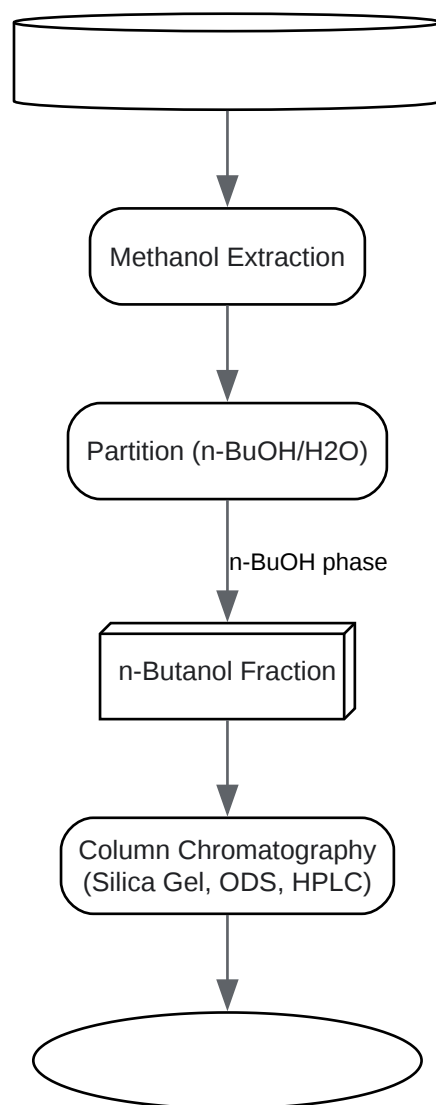 Methanol Extraction
Partition (n-BuOH/H2O)
n-BuOH phase
n-Butanol Fraction
Column Chromatography
(Silica Gel, ODS, HPLC)